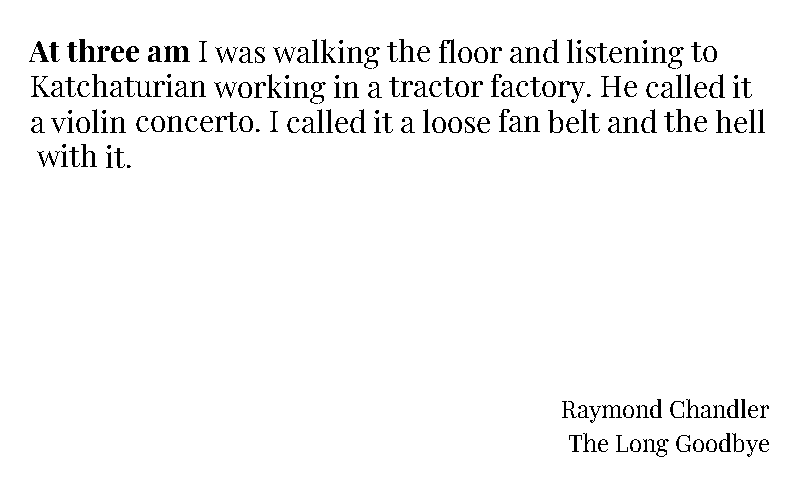 At three am I was walking the floor and listening to
Katchaturian working in a tractor factory. He called it
a violin concerto. I called it a loose fan belt and the hell
with it.
Raymond Chandler
The Long Goodbye